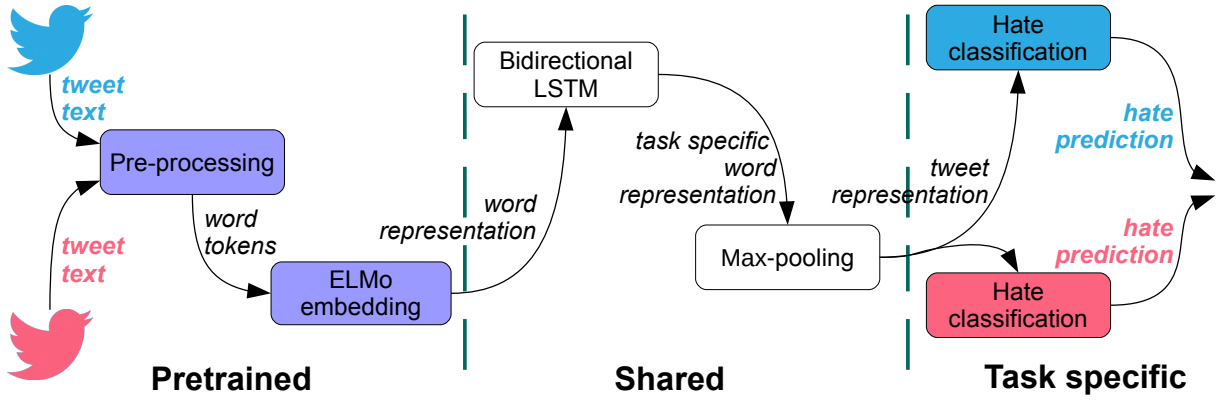 tweet
text
Pre-processing
tweet
text
word
tokens
ELMo
embedding
word
representation
Pretrained
Bidirectional
LSTM
task specific
word
representation
Max-pooling
Shared
tweet
representation
Hate
classification
hate
prediction
Hate
classification
hate
prediction
Task specific